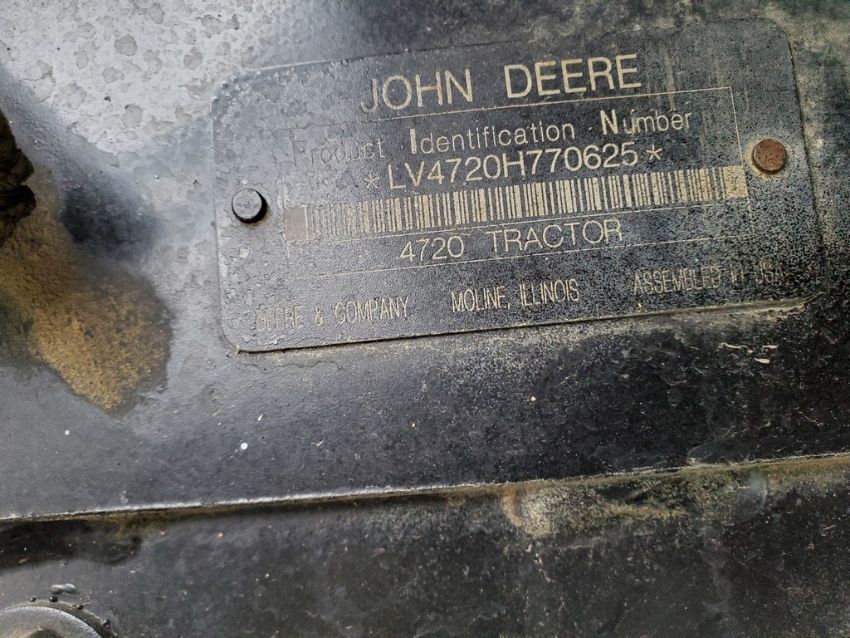 JOHN DEERE
Product Identification Number
*LV4720H770625*
4720 TRACTOR
DEERE & COMPANY MOLINE, ILLINOIS ASSEMBLED IN USA